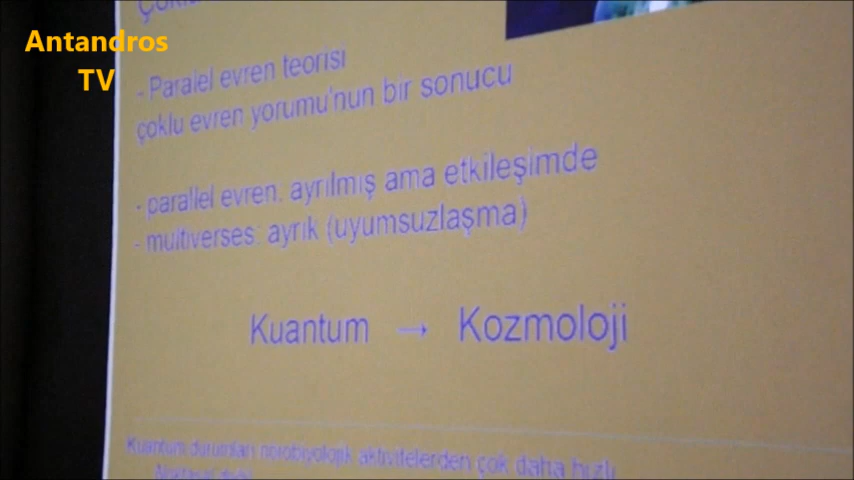 Antandros
TV
- Paralel evren teorisi
çoklu evren yorumu'nun bir sonucu
- parallel evren: ayrılmış ama etkileşimde
- multiverses: ayrık (uyumsuzlaşma)
Kuantum → Kozmoloji
Kuantum durumları nörobiyolojik aktivitelerden çok daha hızlı